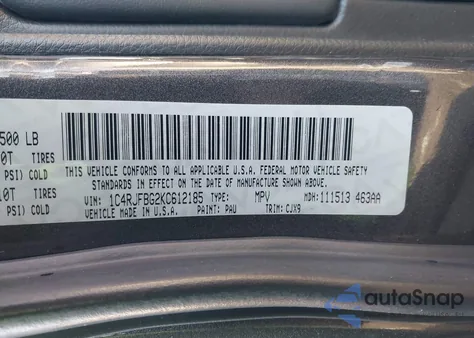 500 LB
0T TIRES
PSI) COLD
10T TIRES
PSI) COLD
THIS VEHICLE CONFORMS TO ALL APPLICABLE U.S.A. FEDERAL MOTOR VEHICLE SAFETY
STANDARDS IN EFFECT ON THE DATE OF MANUFACTURE SHOWN ABOVE.
VIN: 1C4RJFBG2KC612185 TYPE: MPV MDH: 111513 463AA
MADE IN U.S.A. PAINT: PAU TRIM: CJX9
autoSnap